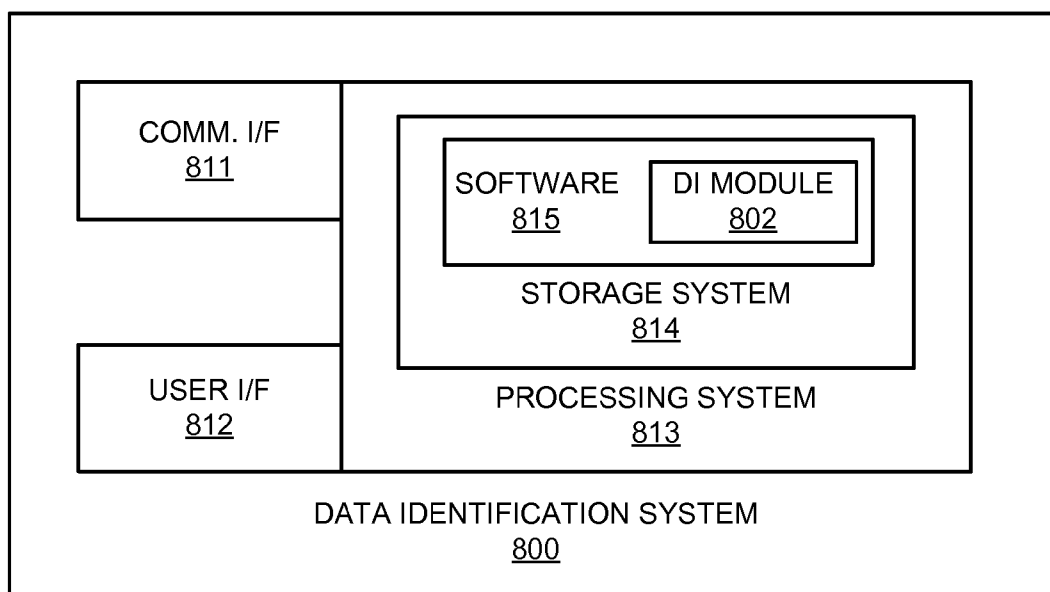 COMM. I/F
811
SOFTWARE
815
DI MODULE
802
STORAGE SYSTEM
814
USER I/F
812
PROCESSING SYSTEM
813
DATA IDENTIFICATION SYSTEM
800